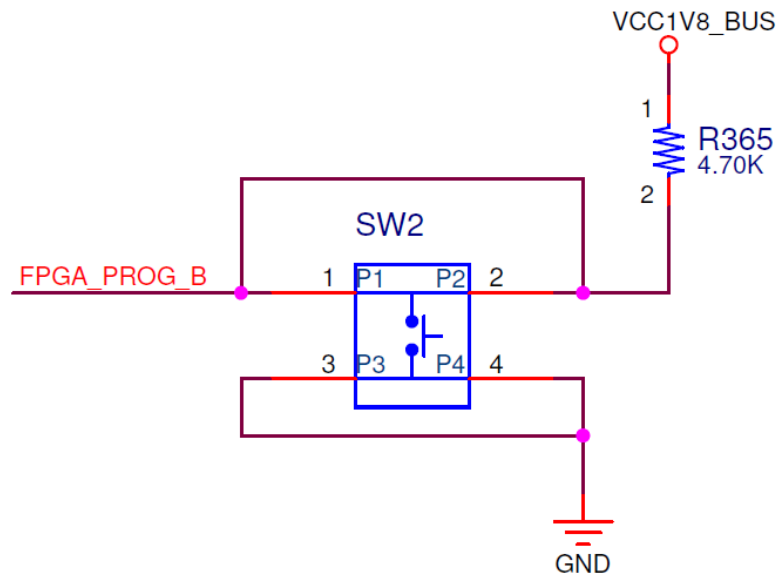 VCC1V8_BUS
1
R365
4.70K
2
SW2
FPGA_PROG_B
1 P1 P2 2
3 P3 P4 4
GND